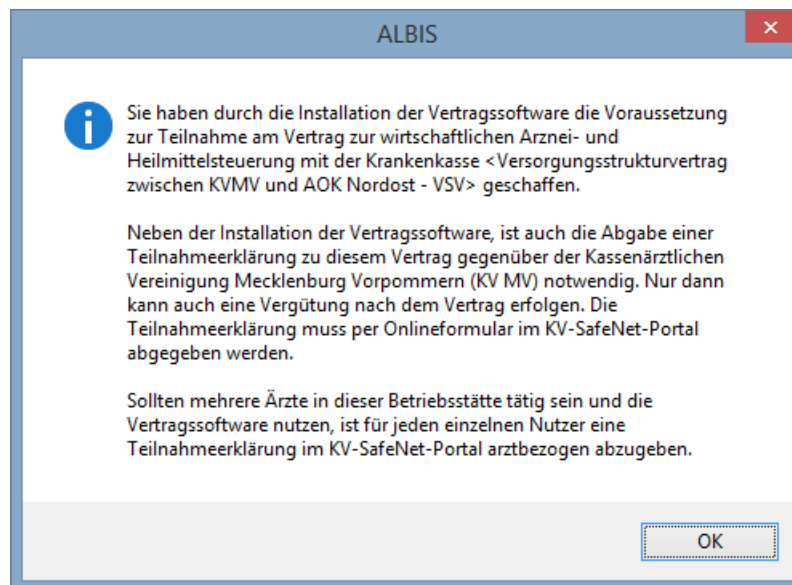 ALBIS
Sie haben durch die Installation der Vertragssoftware die Voraussetzung
zur Teilnahme am Vertrag zur wirtschaftlichen Arznei- und
Heilmittelsteuerung mit der Krankenkasse <Versorgungsstrukturvertrag
zwischen KVMV und AOK Nordost - VSV> geschaffen.
Neben der Installation der Vertragssoftware, ist auch die Abgabe einer
Teilnahmeerklärung zu diesem Vertrag gegenüber der Kassenärztlichen
Vereinigung Mecklenburg Vorpommern (KV MV) notwendig. Nur dann
kann auch eine Vergütung nach dem Vertrag erfolgen. Die
Teilnahmeerklärung muss per Onlineformular im KV-SafeNet-Portal
abgegeben werden.
Sollten mehrere Ärzte in dieser Betriebsstätte tätig sein und die
Vertragssoftware nutzen, ist für jeden einzelnen Nutzer eine
Teilnahmeerklärung im KV-SafeNet-Portal arztbezogen abzugeben.
OK